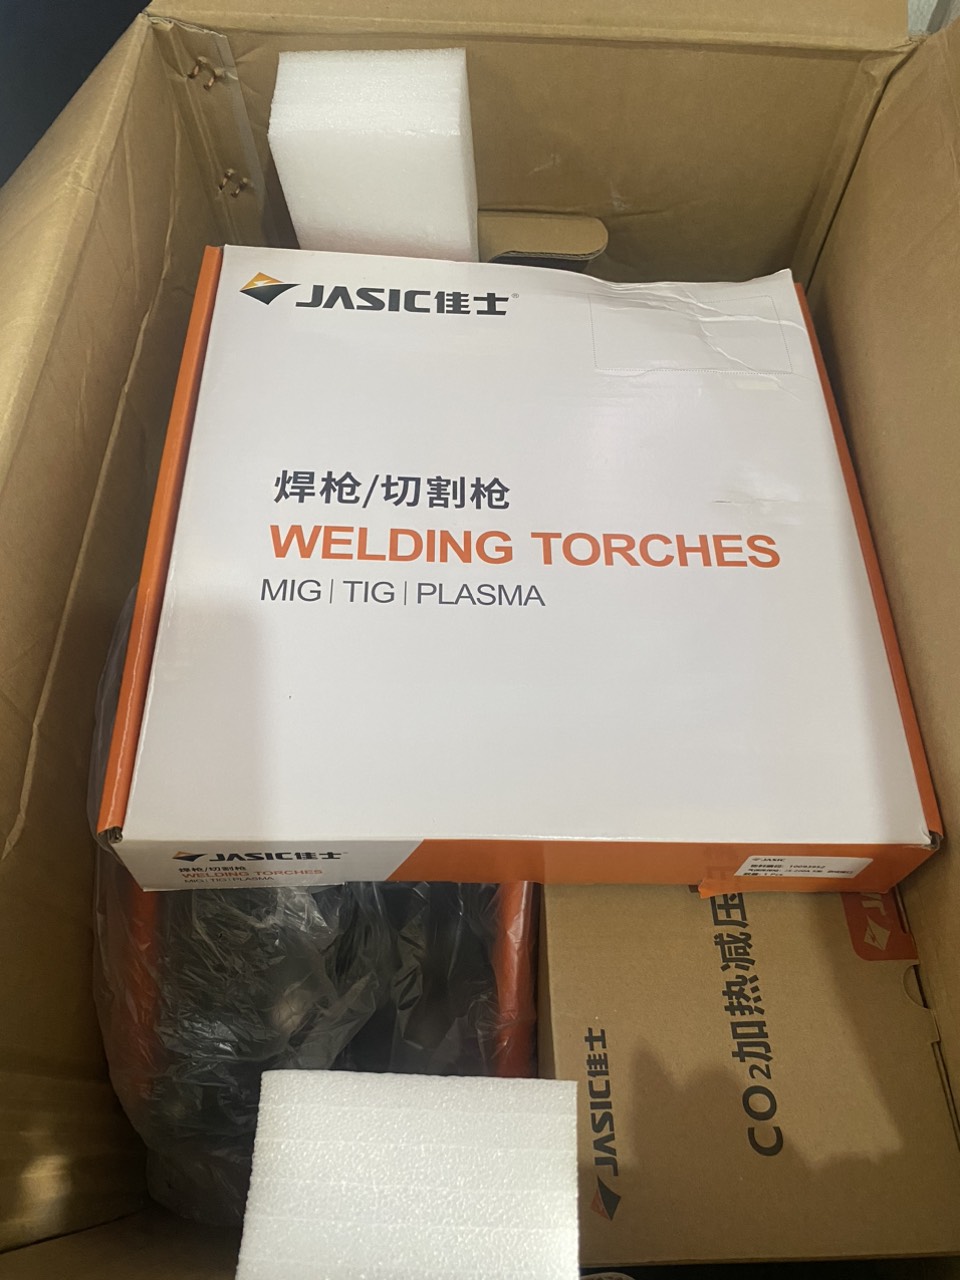 JASIC佳士®
焊枪/切割枪
WELDING TORCHES
MIG | TIG | PLASMA
JASIC佳士
焊枪/切割枪
WELDING TORCHES
MIG | TIG | PLASMA
JASIC
CO₂加热减压
JASIC佳士